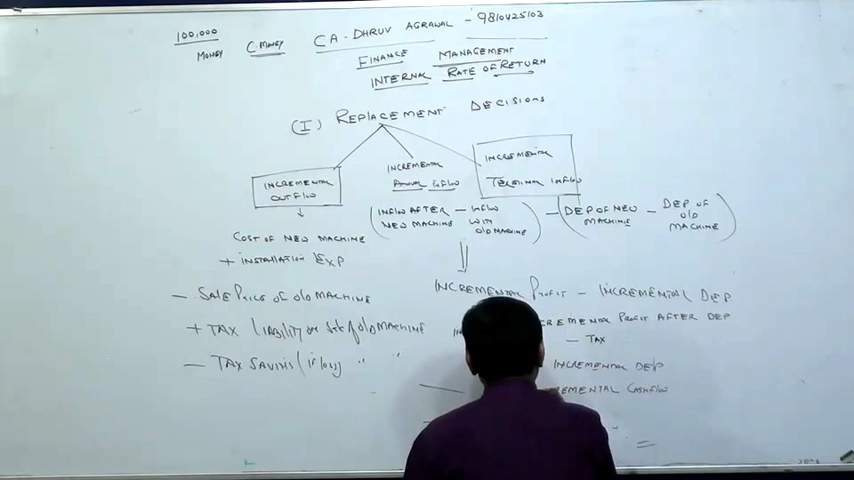 100,000
MONEY C.MONEY
CA. DHRUV AGRAWAL - 9810425103
FINANCE MANAGEMENT
INTERNAL RATE OF RETURN
(I) REPLACEMENT DECISIONS
INCREMENTAL OUTFLOW
INCREMENTAL ANNUAL INFLOW
INCREMENTAL TERMINAL INFLOW
(INFLOW AFTER NEW MACHINE - INFLOW WITH OLD MACHINE) - (DEP OF NEW MACHINE - DEP OF OLD MACHINE)
COST OF NEW MACHINE
+ INSTALLATION EXP
- SALE PRICE OF OLD MACHINE
+ TAX LIABILITY on Sale of OLD MACHINE
- TAX SAVING (if loss) " "
INCREMENTAL PROFIT - INCREMENTAL DEP
PROFIT AFTER DEP
- TAX
INCREMENTAL DEP
CASHFLOW